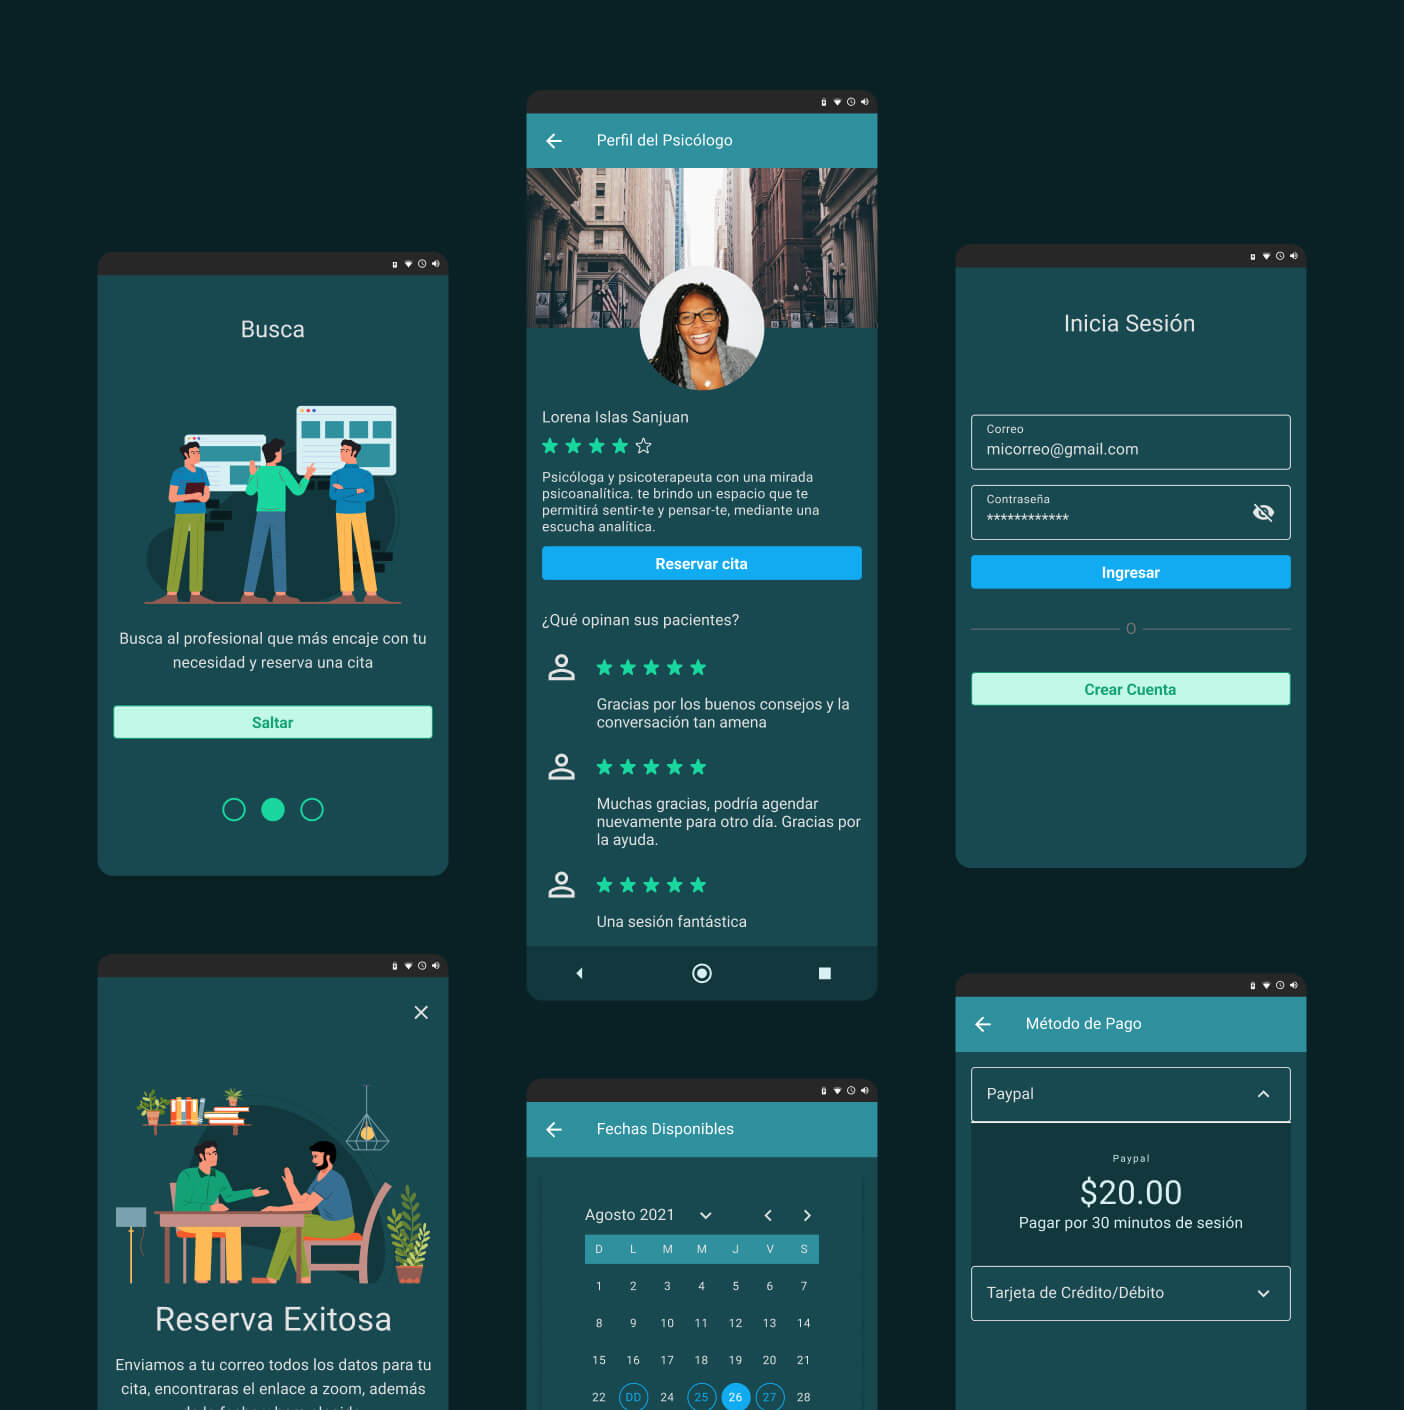 Busca
Busca al profesional que más encaje con tu
necesidad y reserva una cita
Saltar
Perfil del Psicólogo
Lorena Islas Sanjuan
Psicóloga y psicoterapeuta con una mirada
psicoanalítica. te brindo un espacio que te
permitirá sentir-te y pensar-te, mediante una
escucha analítica.
Reservar cita
¿Qué opinan sus pacientes?
Gracias por los buenos consejos y la
conversación tan amena
Muchas gracias, podría agendar
nuevamente para otro día. Gracias por
la ayuda.
Una sesión fantástica
Inicia Sesión
Correo
micorreo@gmail.com
Contraseña
************
Ingresar
O
Crear Cuenta
Reserva Exitosa
Enviamos a tu correo todos los datos para tu
cita, encontraras el enlace a zoom, además
Fechas Disponibles
Agosto 2021
D L M M J V S
1 2 3 4 5 6 7
8 9 10 11 12 13 14
15 16 17 18 19 20 21
22 DD 24 25 26 27 28
Método de Pago
Paypal
Paypal
$20.00
Pagar por 30 minutos de sesión
Tarjeta de Crédito/Débito